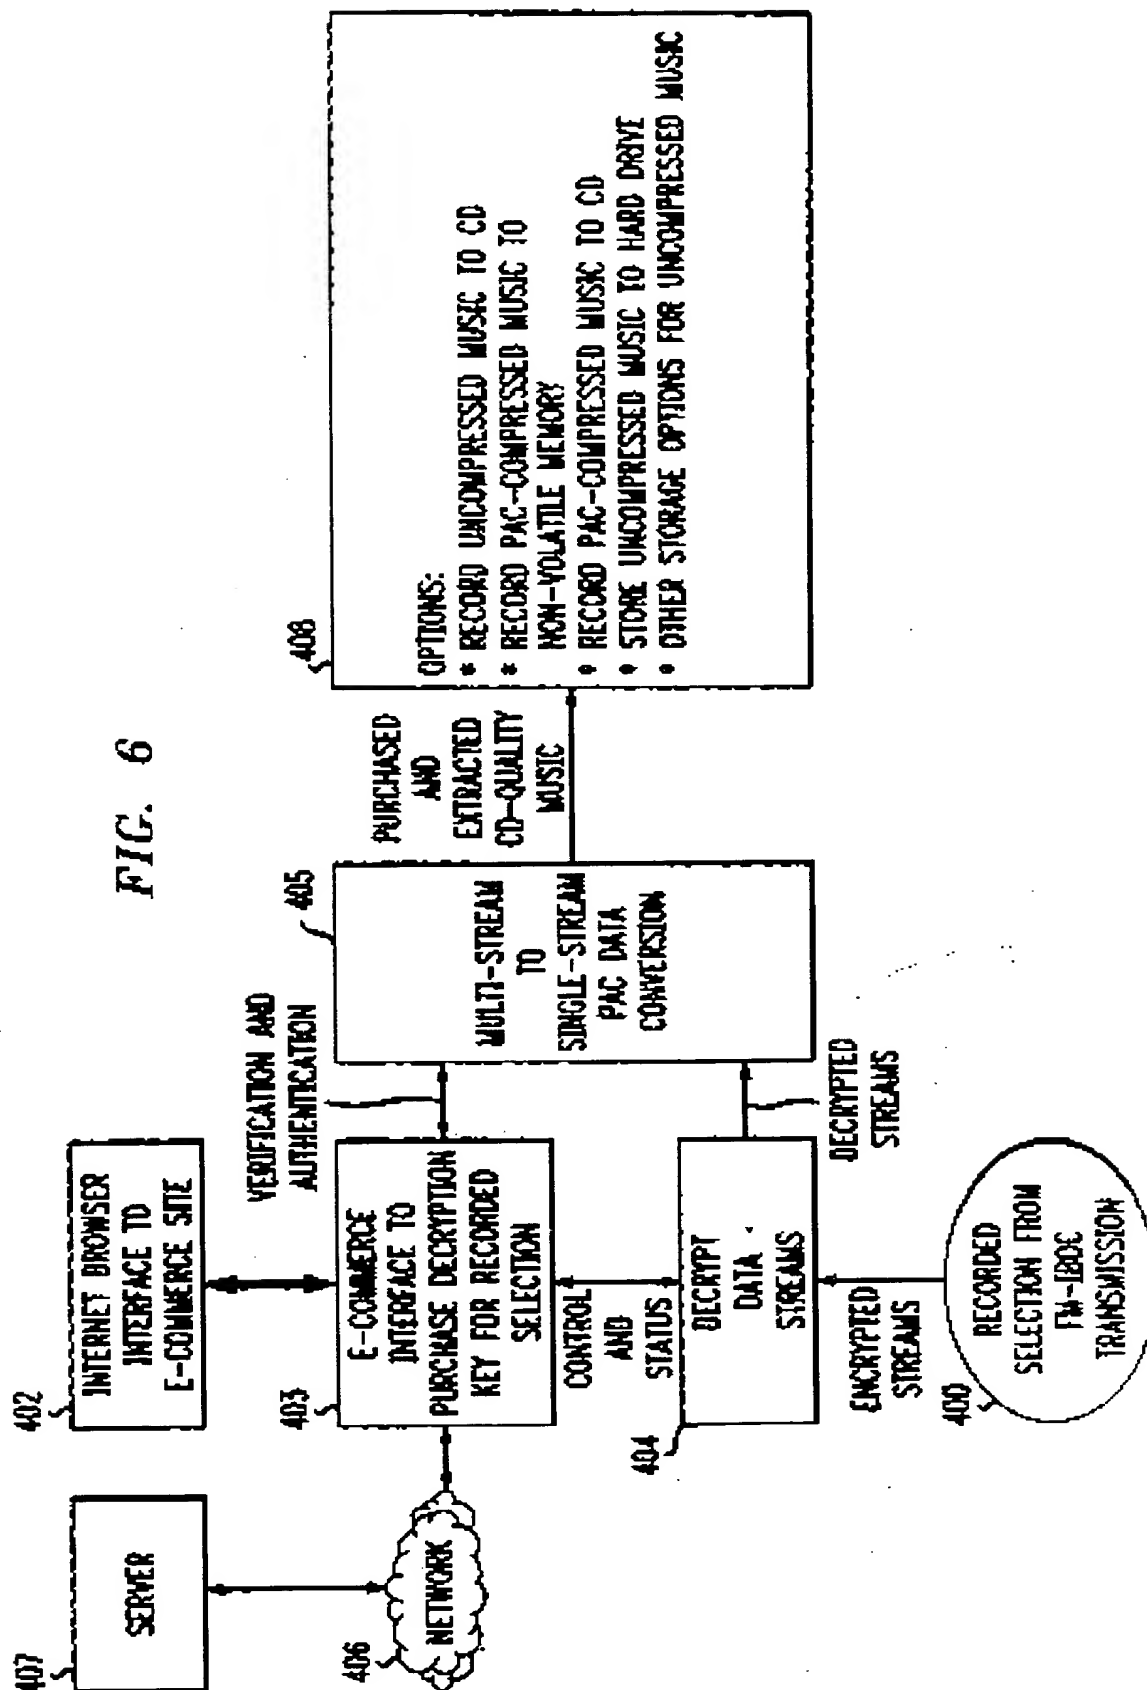 FIG. 6
407
SERVER
402
INTERNET BROWSER
INTERFACE TO
E-COMMERCE SITE
406
NETWORK
403
E-COMMERCE
INTERFACE TO
PURCHASE DECRYPTION
KEY FOR RECORDED
SELECTION
VERIFICATION AND
AUTHENTICATION
CONTROL
AND
STATUS
404
DECRYPT
DATA
STREAMS
DECRYPTED
STREAMS
ENCRYPTED
STREAMS
400
RECORDED
SELECTION FROM
FM-IBOC
TRANSMISSION
405
MULTI-STREAM
TO
SINGLE-STREAM
PAC DATA
CONVERSION
PURCHASED
AND
EXTRACTED
CD-QUALITY
MUSIC
408
OPTIONS:
* RECORD UNCOMPRESSED MUSIC TO CD
* RECORD PAC-COMPRESSED MUSIC TO
NON-VOLATILE MEMORY
• RECORD PAC-COMPRESSED MUSIC TO CD
• STORE UNCOMPRESSED MUSIC TO HARD DRIVE
• OTHER STORAGE OPTIONS FOR UNCOMPRESSED MUSIC